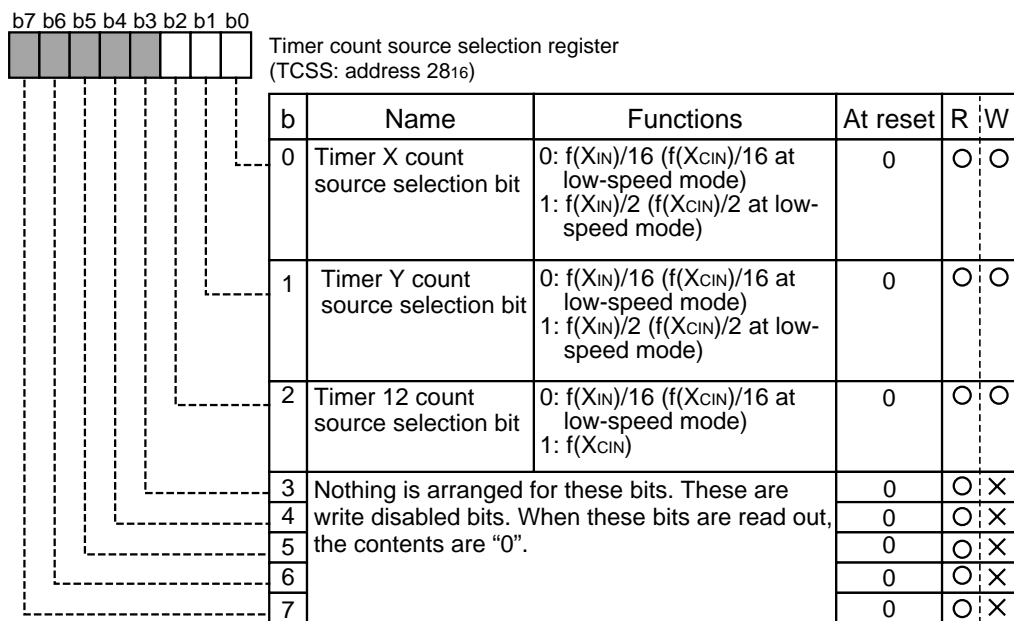 b7 b6 b5 b4 b3 b2 b1 b0
Timer count source selection register
(TCSS: address 2816)
b Name Functions At reset R W
0 Timer X count source selection bit 0: f(XIN)/16 (f(XCIN)/16 at low-speed mode) 0 O O
1: f(XIN)/2 (f(XCIN)/2 at low-speed mode)
1 Timer Y count source selection bit 0: f(XIN)/16 (f(XCIN)/16 at low-speed mode) 0 O O
1: f(XIN)/2 (f(XCIN)/2 at low-speed mode)
2 Timer 12 count source selection bit 0: f(XIN)/16 (f(XCIN)/16 at low-speed mode) 0 O O
1: f(XCIN)
3 Nothing is arranged for these bits. These are 0 O ×
4 write disabled bits. When these bits are read out, 0 O ×
5 the contents are “0”. 0 O ×
6 0 O ×
7 0 O ×